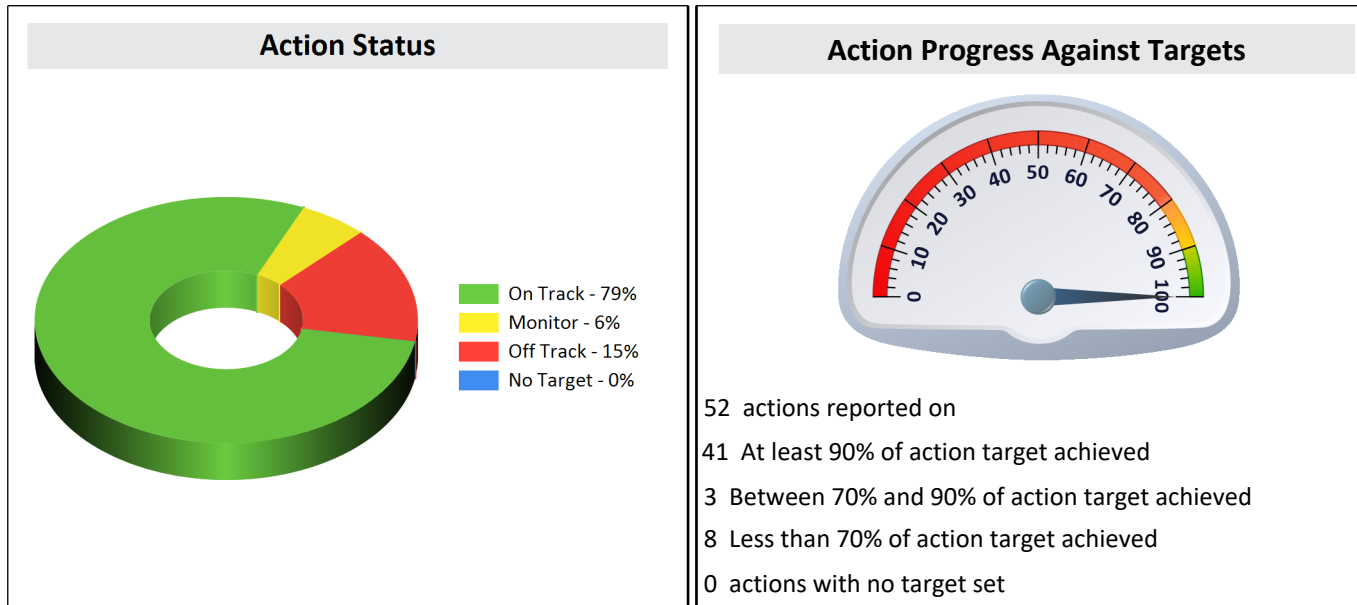 Action Status
On Track - 79%
Monitor - 6%
Off Track - 15%
No Target - 0%
Action Progress Against Targets
0
10
20
30
40
50
60
70
80
90
100
52 actions reported on
41 At least 90% of action target achieved
3 Between 70% and 90% of action target achieved
8 Less than 70% of action target achieved
0 actions with no target set